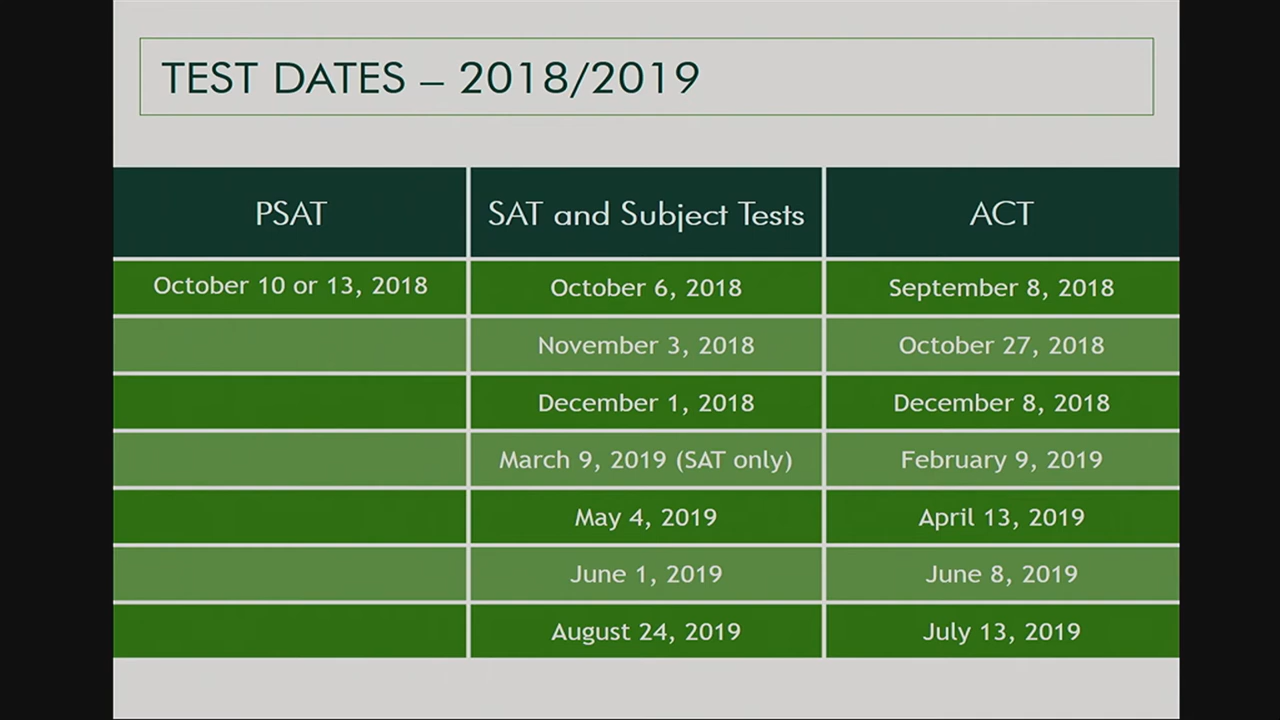 TEST DATES – 2018/2019
PSAT SAT and Subject Tests ACT
October 10 or 13, 2018 October 6, 2018 September 8, 2018
November 3, 2018 October 27, 2018
December 1, 2018 December 8, 2018
March 9, 2019 (SAT only) February 9, 2019
May 4, 2019 April 13, 2019
June 1, 2019 June 8, 2019
August 24, 2019 July 13, 2019